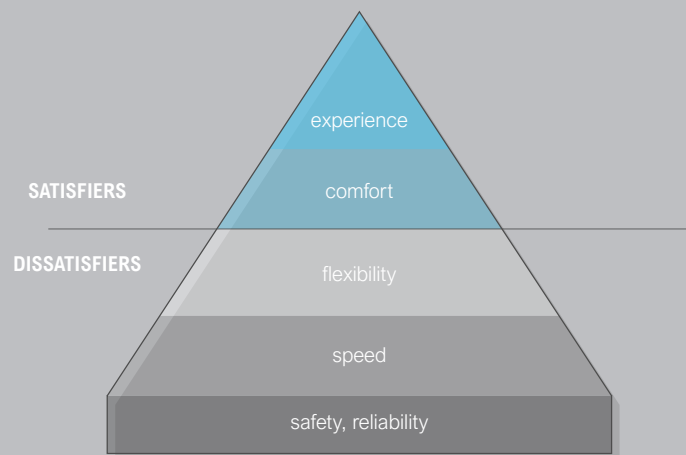 experience
SATISFIERS
comfort
DISSATISFIERS
flexibility
speed
safety, reliability